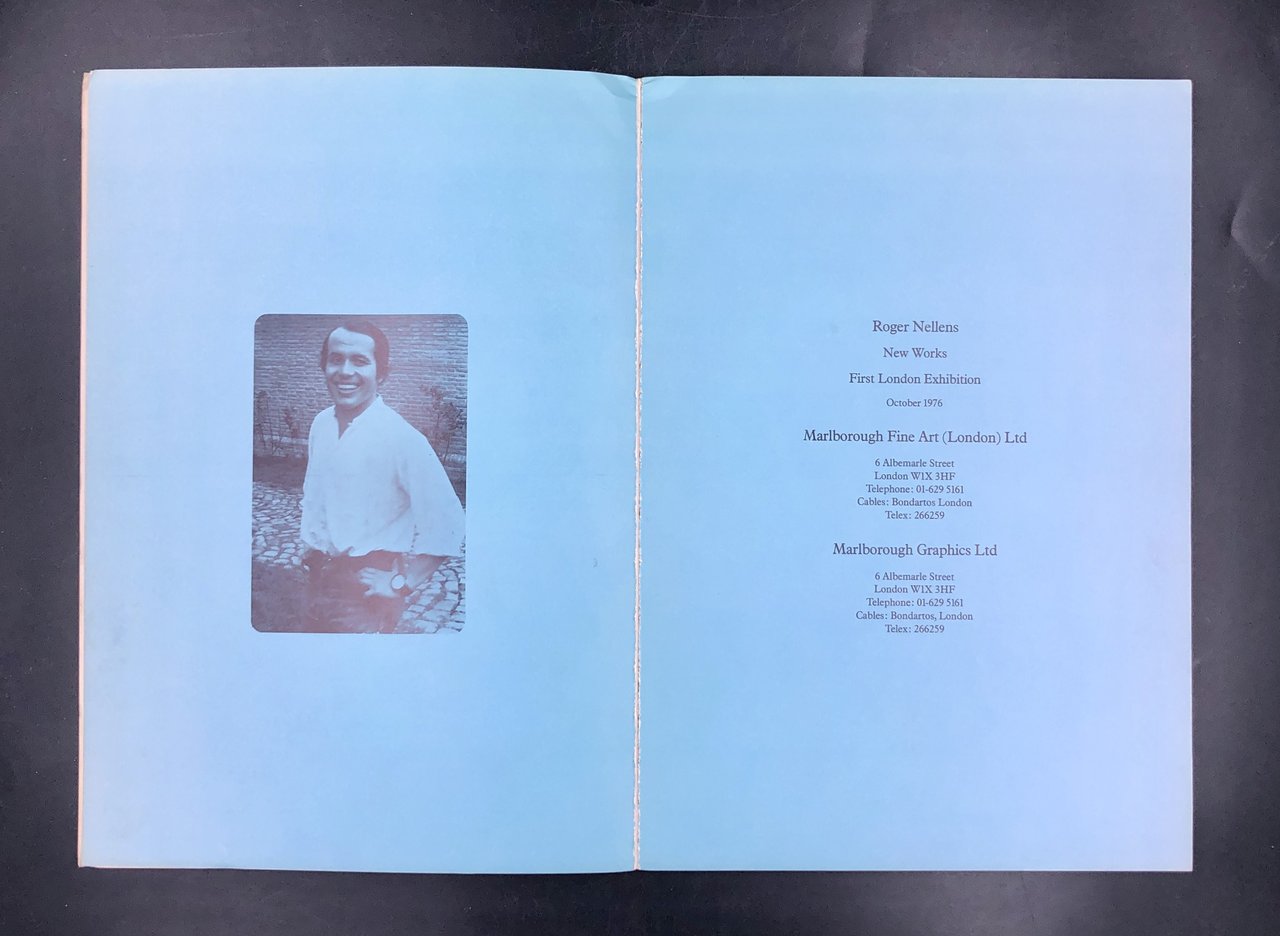 Roger Nellens
New Works
First London Exhibition
October 1976
Marlborough Fine Art (London) Ltd
6 Albemarle Street
London W1X 3HF
Telephone: 01-629 5161
Cables: Bondartos London
Telex: 266259
Marlborough Graphics Ltd
6 Albemarle Street
London W1X 3HF
Telephone: 01-629 5161
Cables: Bondartos, London
Telex: 266259